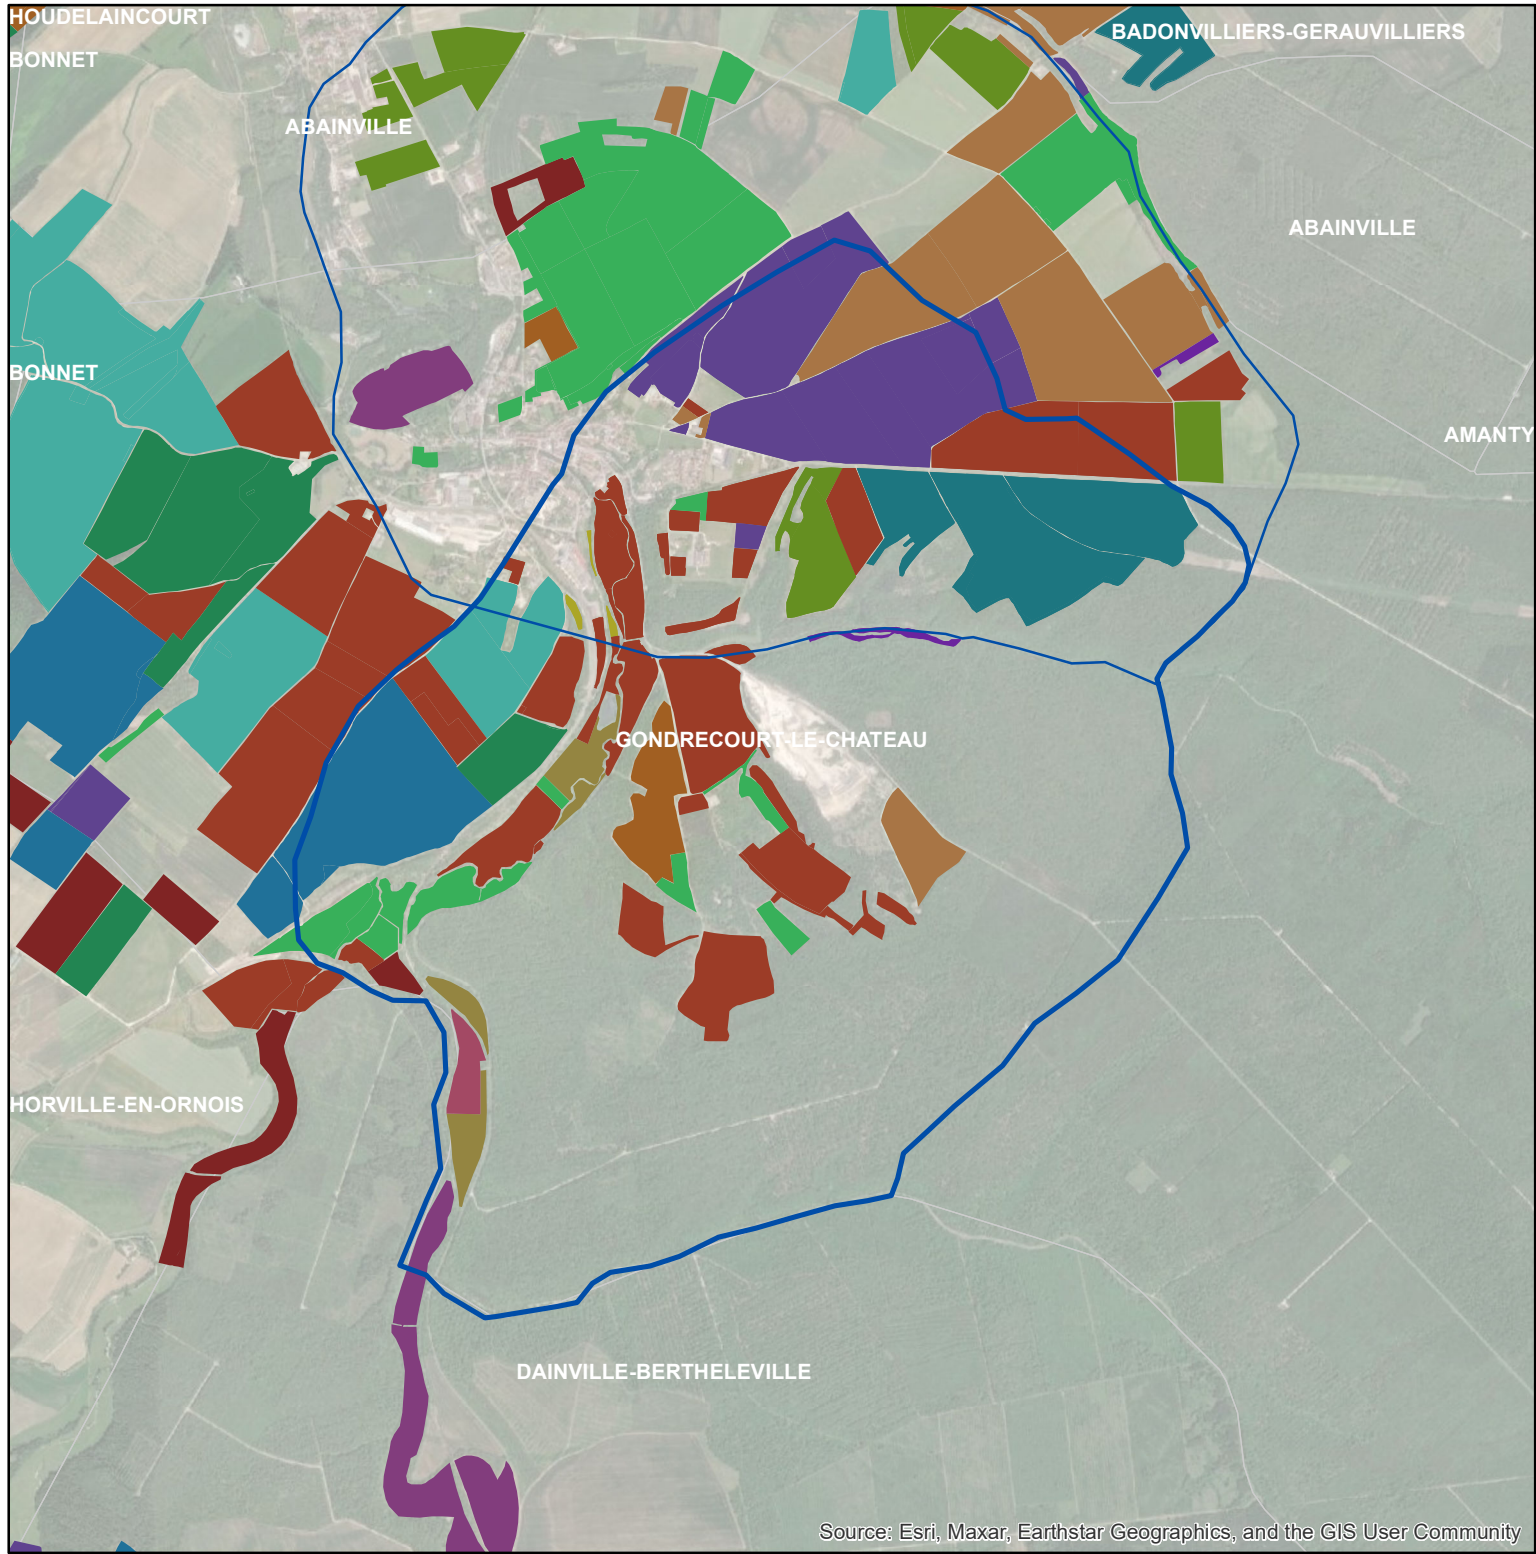 HOUDELAINCOURT
BADONVILLIERS-GERAUVILLIERS
BONNET
ABAINVILLE
ABAINVILLE
BONNET
AMANTY
GONDRECOURT-LE-CHATEAU
HORVILLE-EN-ORNOIS
DAINVILLE-BERTHELEVILLE
Source: Esri, Maxar, Earthstar Geographics, and the GIS User Community